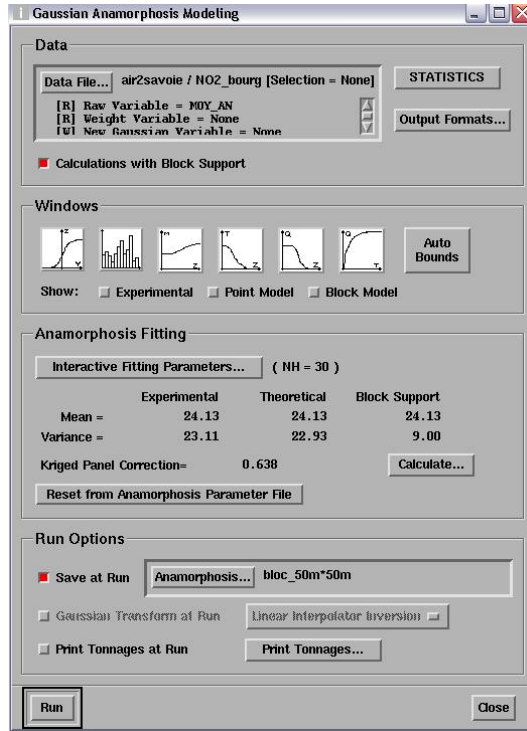 Gaussian Anamorphosis Modeling
Data
Data File... air2savoie / NO2_bourg [Selection = None]
STATISTICS
[R] Raw Variable = MOY_AN
[R] Weight Variable = None
[W] New Gaussian Variable = None
Output Formats...
Calculations with Block Support
Windows
Z Y
M Z
T Z
Q Z
Q T
Auto Bounds
Show: Experimental Point Model Block Model
Anamorphosis Fitting
Interactive Fitting Parameters... ( NH = 30 )
Experimental Theoretical Block Support
Mean = 24.13 24.13 24.13
Variance = 23.11 22.93 9.00
Kriged Panel Correction= 0.638 Calculate...
Reset from Anamorphosis Parameter File
Run Options
Save at Run Anamorphosis... bloc_50m*50m
Gaussian Transform at Run Linear Interpolator Inversion
Print Tonnages at Run Print Tonnages...
Run Close